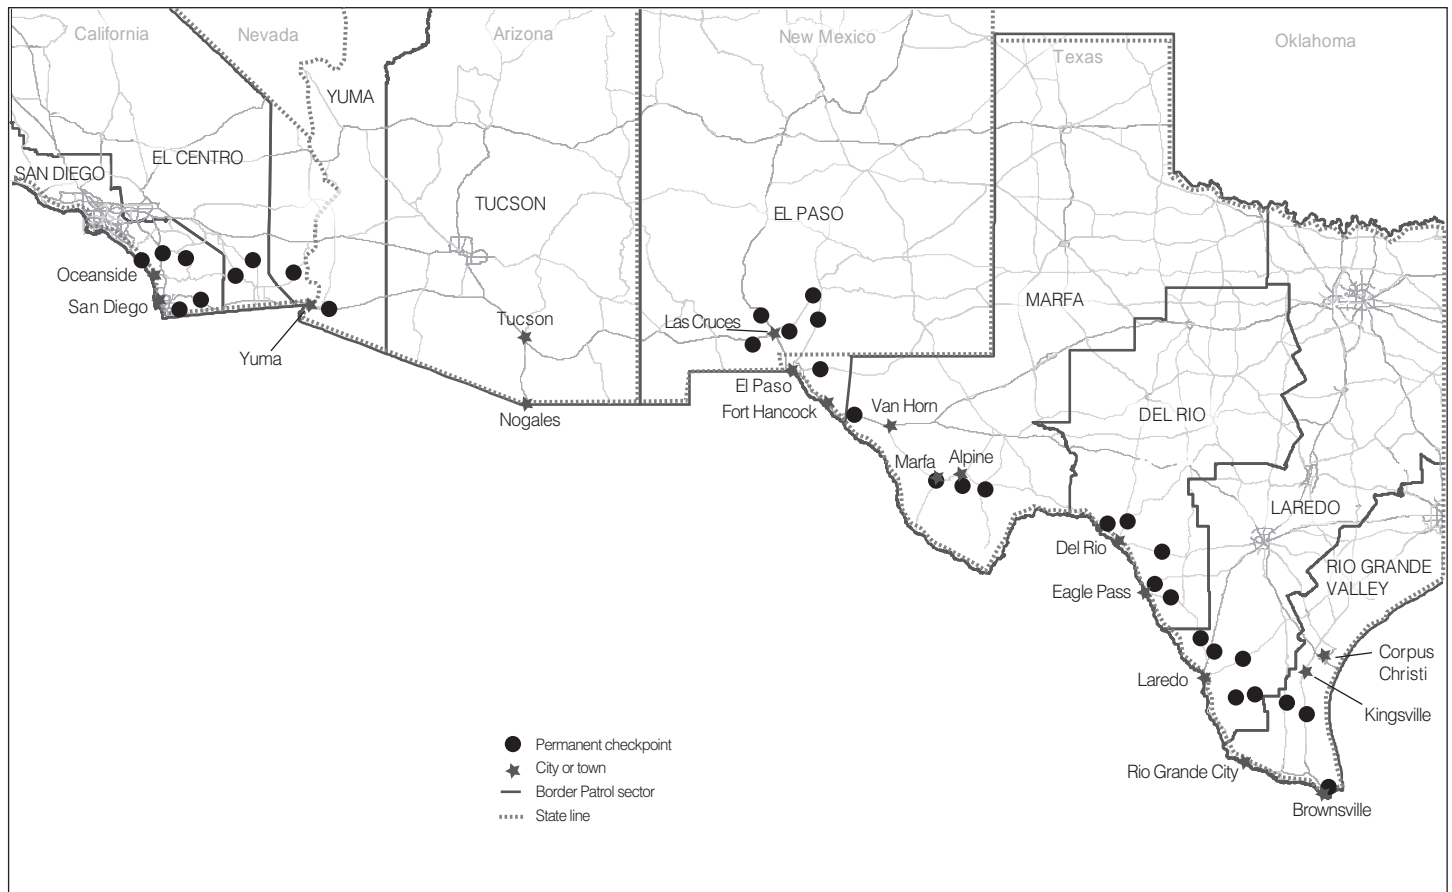 California
Nevada
Arizona
New Mexico
Texas
Oklahoma
YUMA
EL CENTRO
SAN DIEGO
TUCSON
EL PASO
MARFA
Oceanside
San Diego
Yuma
Tucson
Nogales
Las Cruces
El Paso
Fort Hancock
Van Horn
Marfa
Alpine
DEL RIO
LAREDO
RIO GRANDE
VALLEY
Del Rio
Eagle Pass
Laredo
Corpus
Christi
Kingsville
Rio Grande City
Brownsville
Permanent checkpoint
City or town
Border Patrol sector
State line